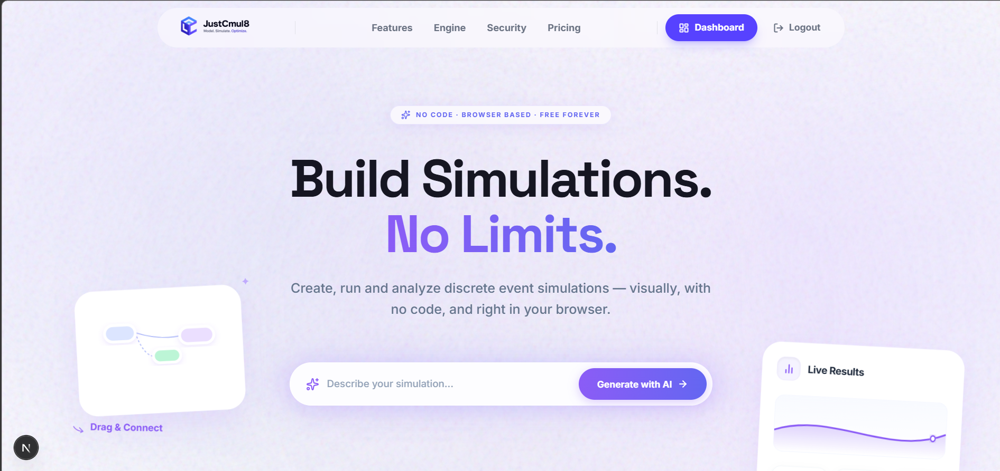 JustCmul8
Model. Simulate. Optimize.
Features
Engine
Security
Pricing
Dashboard
Logout
NO CODE · BROWSER BASED · FREE FOREVER
Build Simulations.
No Limits.
Create, run and analyze discrete event simulations — visually, with
no code, and right in your browser.
Describe your simulation...
Generate with AI
Drag & Connect
Live Results
N